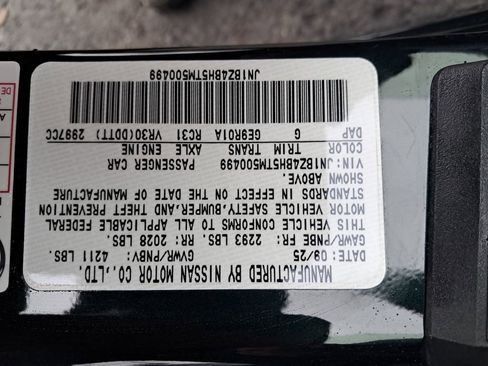 MANUFACTURED BY NISSAN MOTOR CO.,LTD.
09/25 GVWR/PNBV: 4211 LBS.
GAWR/PNBE FR: 2293 LBS. RR: 2028 LBS.
THIS VEHICLE CONFORMS TO ALL APPLICABLE FEDERAL
MOTOR VEHICLE SAFETY,BUMPER,AND THEFT PREVENTION
STANDARDS IN EFFECT ON THE DATE OF MANUFACTURE
SHOWN ABOVE.
VIN: JN1BZ4BH5TM500499 PASSENGER CAR
COLOR TRIM TRANS AXLE ENGINE
DAP G GE9R01A RC31 VR30(DDTT) 2997CC
JN1BZ4BH5TM500499